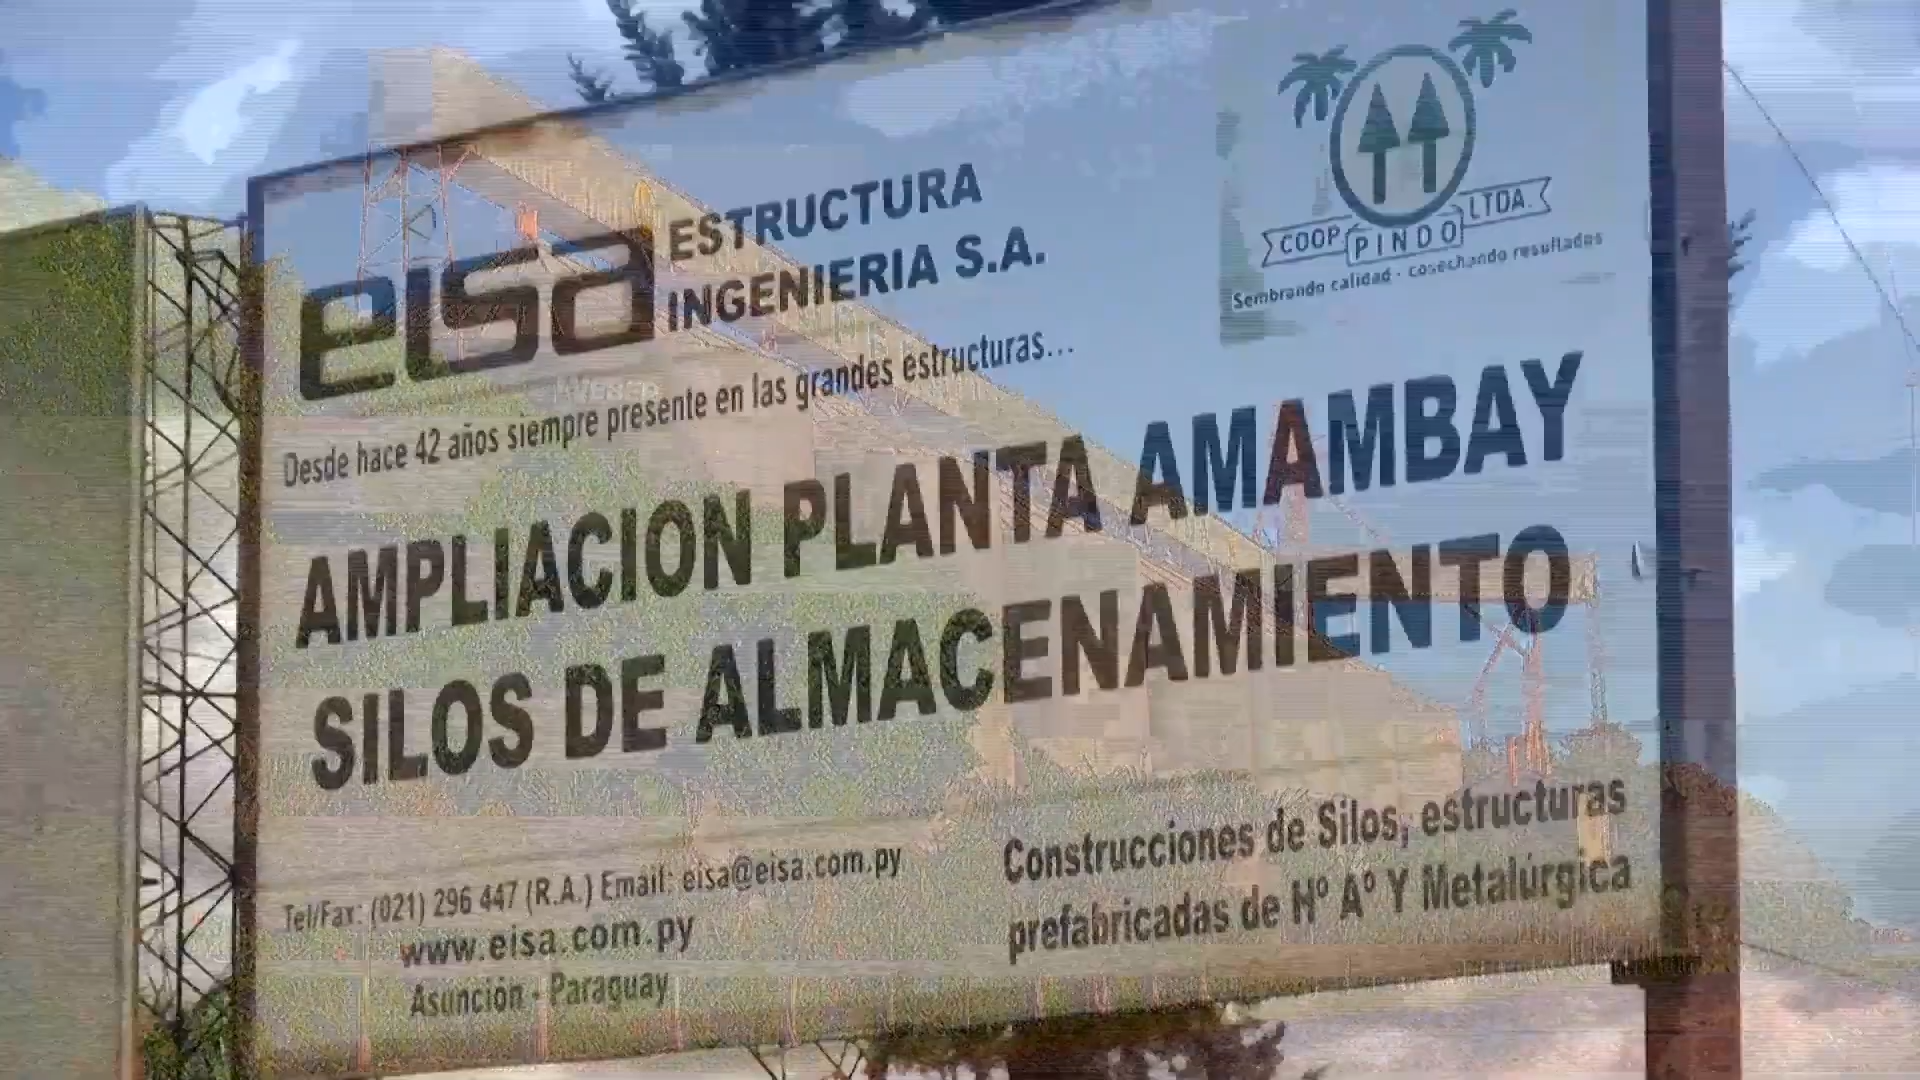 eisa ESTRUCTURA
INGENIERIA S.A.
Desde hace 42 años siempre presente en las grandes estructuras...
COOP. PINDO LTDA.
Sembrando calidad - cosechando resultados
AMPLIACION PLANTA AMAMBAY
SILOS DE ALMACENAMIENTO
Tel/Fax: (021) 296 447 (R.A.) Email: eisa@eisa.com.py
www.eisa.com.py
Asunción - Paraguay
Construcciones de Silos, estructuras
prefabricadas de Hº Aº Y Metalúrgica